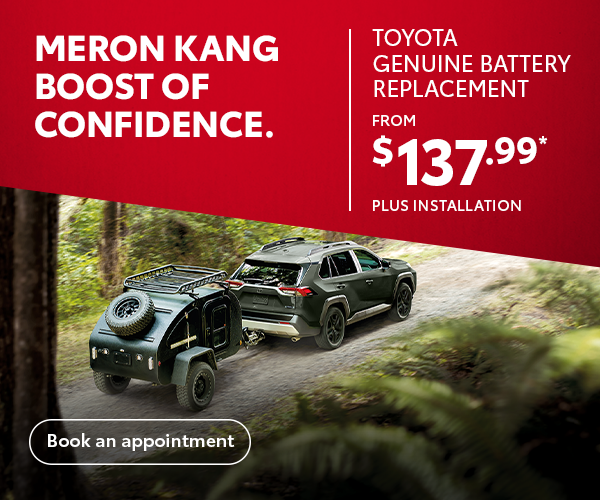 MERON KANG
BOOST OF
CONFIDENCE.
TOYOTA
GENUINE BATTERY
REPLACEMENT
FROM
$137.99*
PLUS INSTALLATION
Book an appointment